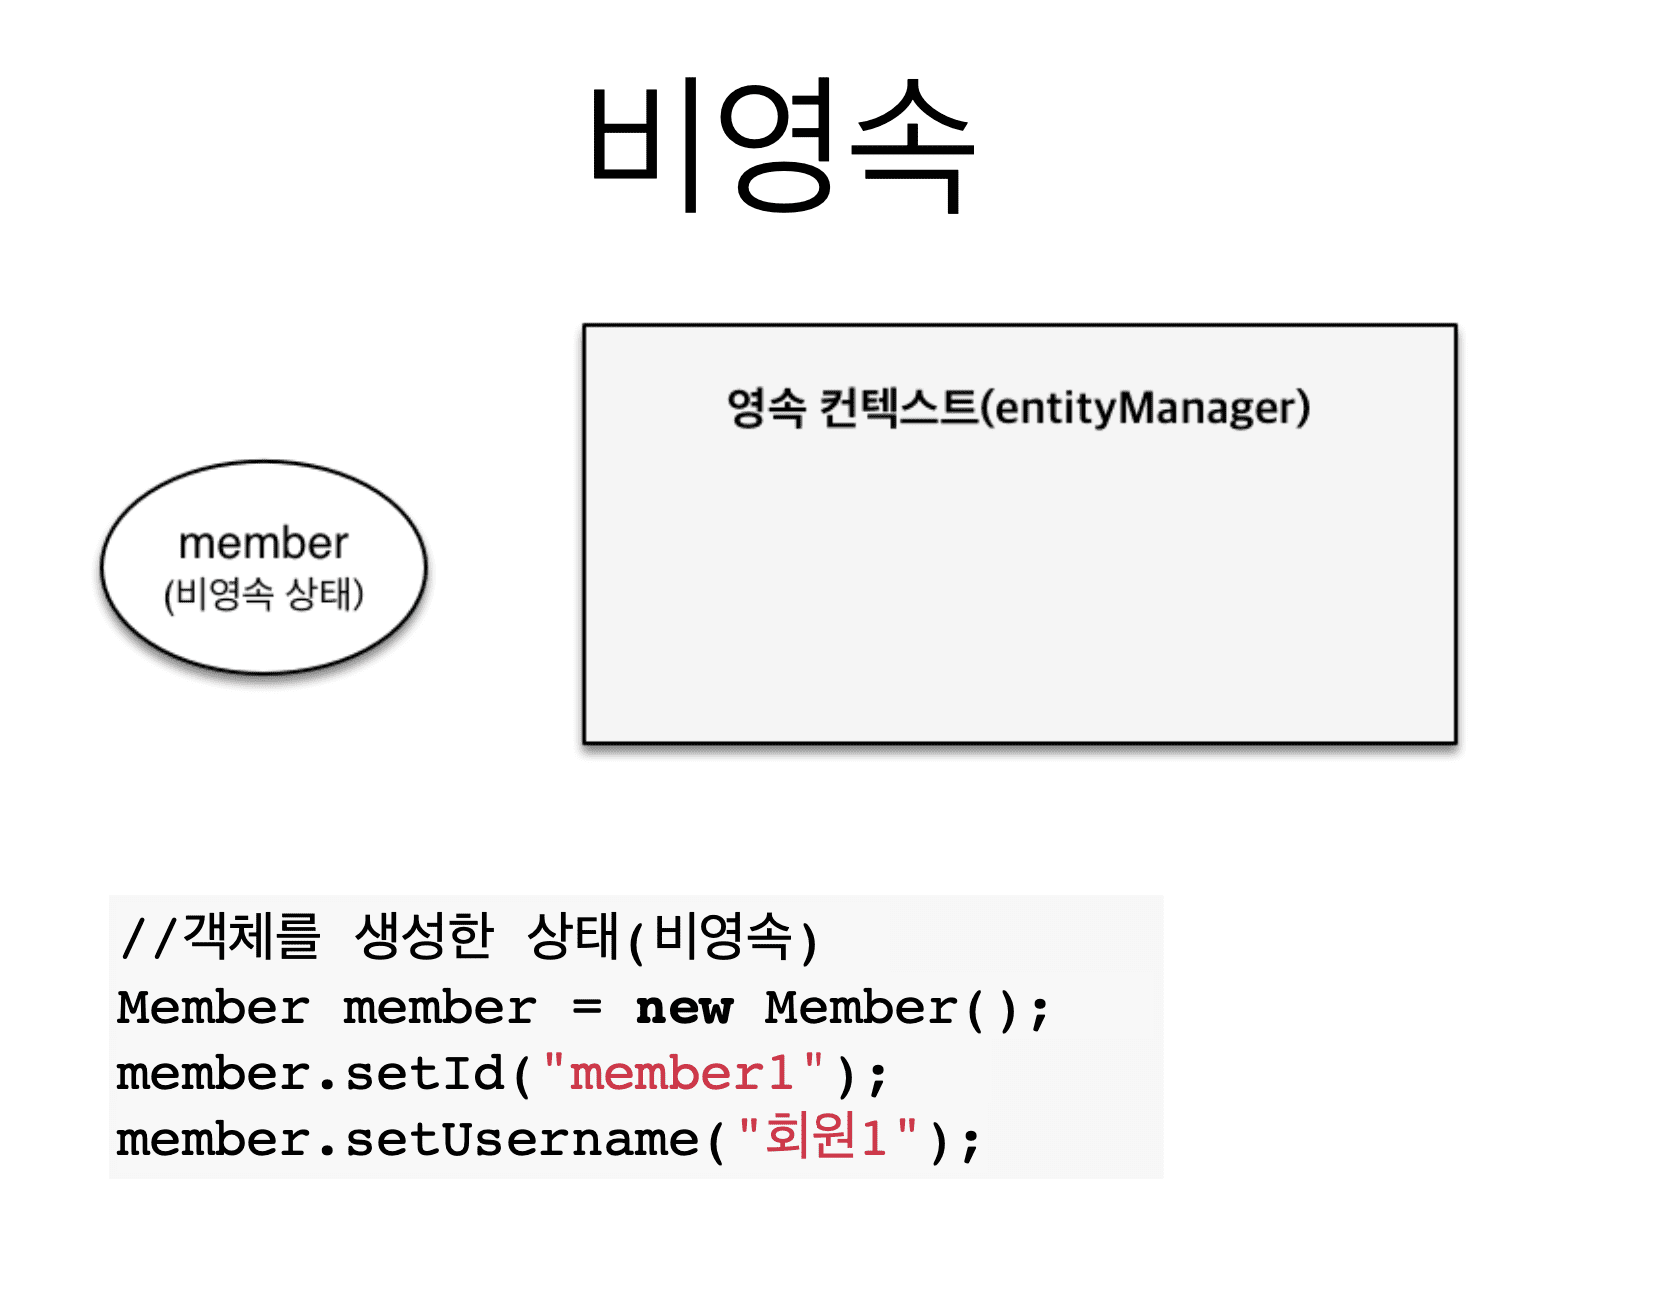 비영속
영속 컨텍스트(entityManager)
member
(비영속 상태)
//객체를 생성한 상태(비영속)
Member member = new Member();
member.setId("member1");
member.setUsername("회원1");